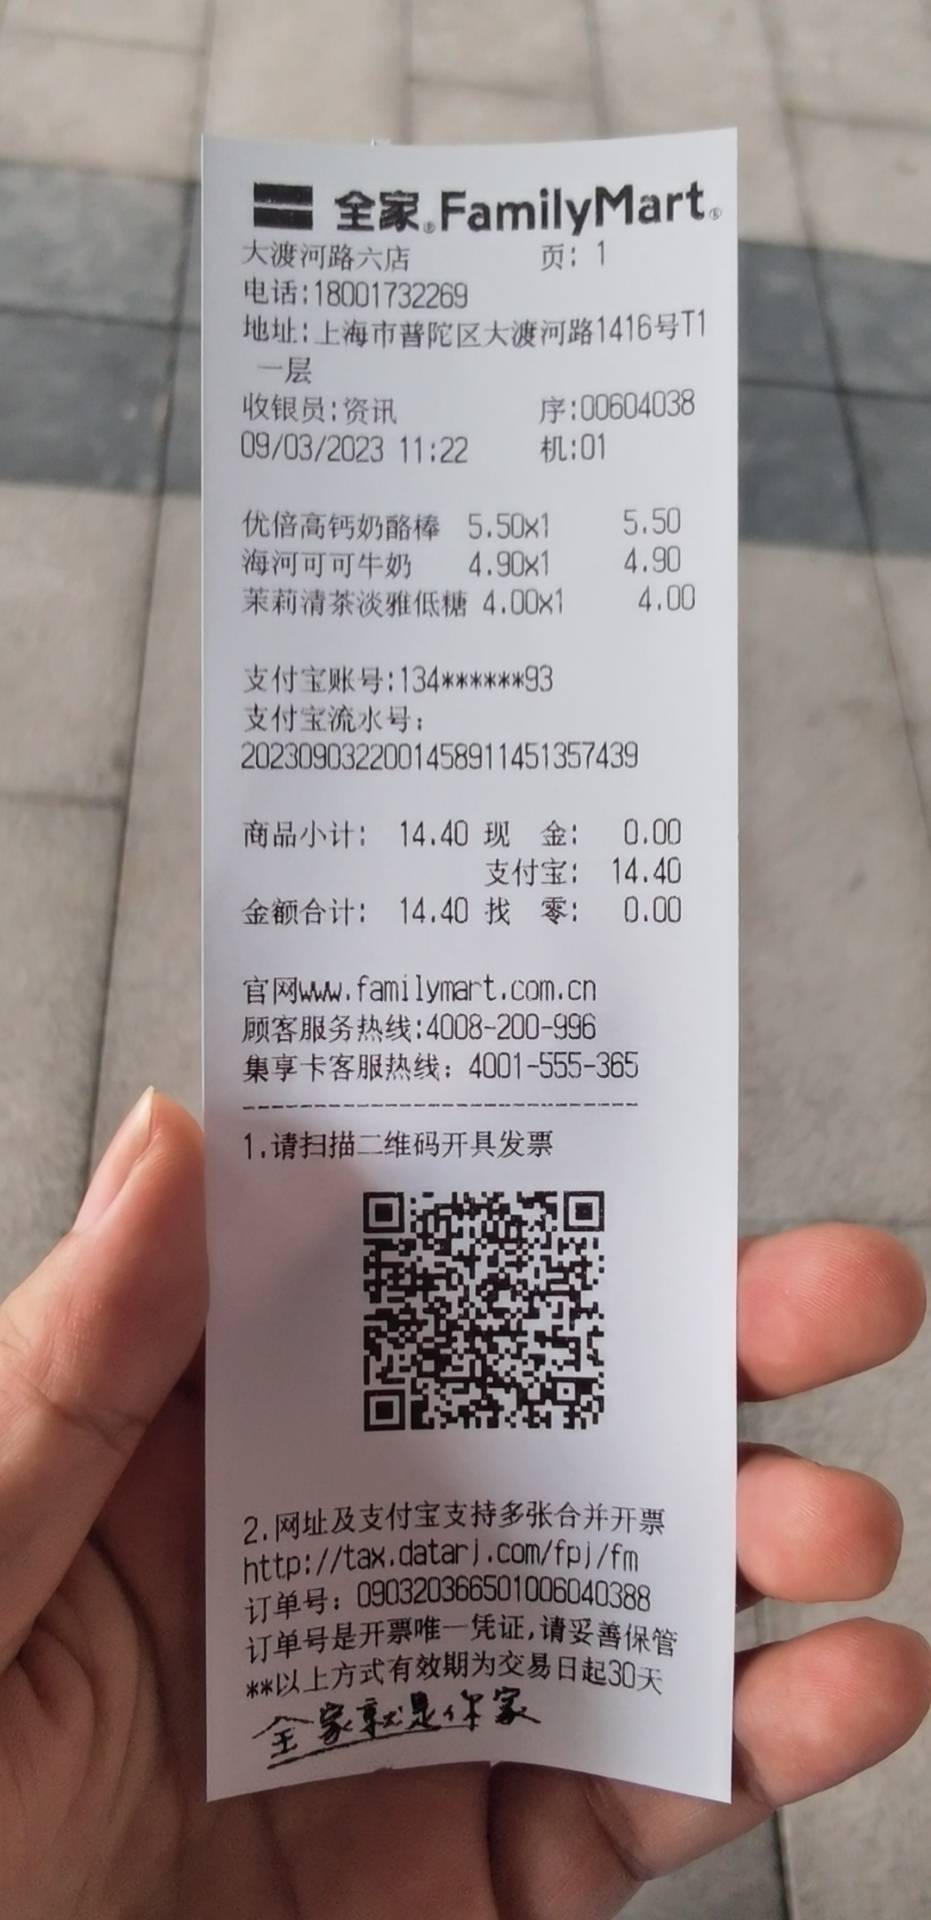 全家®FamilyMart®
大渡河路六店 页: 1
电话:18001732269
地址:上海市普陀区大渡河路1416号T1
一层
收银员:资讯 序:00604038
09/03/2023 11:22 机:01
优倍高钙奶酪棒 5.50x1 5.50
海河可可牛奶 4.90x1 4.90
茉莉清茶淡雅低糖 4.00x1 4.00
支付宝账号:134******93
支付宝流水号:
2023090322001458911451357439
商品小计: 14.40 现 金: 0.00
支付宝: 14.40
金额合计: 14.40 找 零: 0.00
官网www.familymart.com.cn
顾客服务热线:4008-200-996
集享卡客服热线: 4001-555-365
----------------------------
1.请扫描二维码开具发票
2.网址及支付宝支持多张合并开票
http://tax.datarj.com/fpj/fm
订单号: 090320366501006040388
订单号是开票唯一凭证,请妥善保管
**以上方式有效期为交易日起30天
全家就是你家